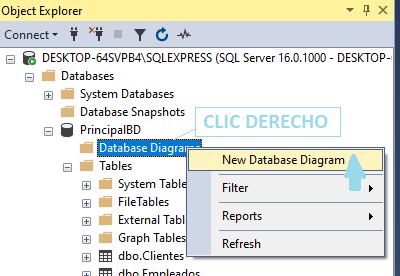 Object Explorer
Connect
DESKTOP-64SVPB4\SQLEXPRESS (SQL Server 16.0.1000 - DESKTOP-
Databases
System Databases
Database Snapshots
PrincipalBD
CLIC DERECHO
Database Diagrams
New Database Diagram
Tables
System Table
Filter
FileTables
External Table
Reports
Graph Tables
Refresh
dbo.Clientes
dbo.Empleados